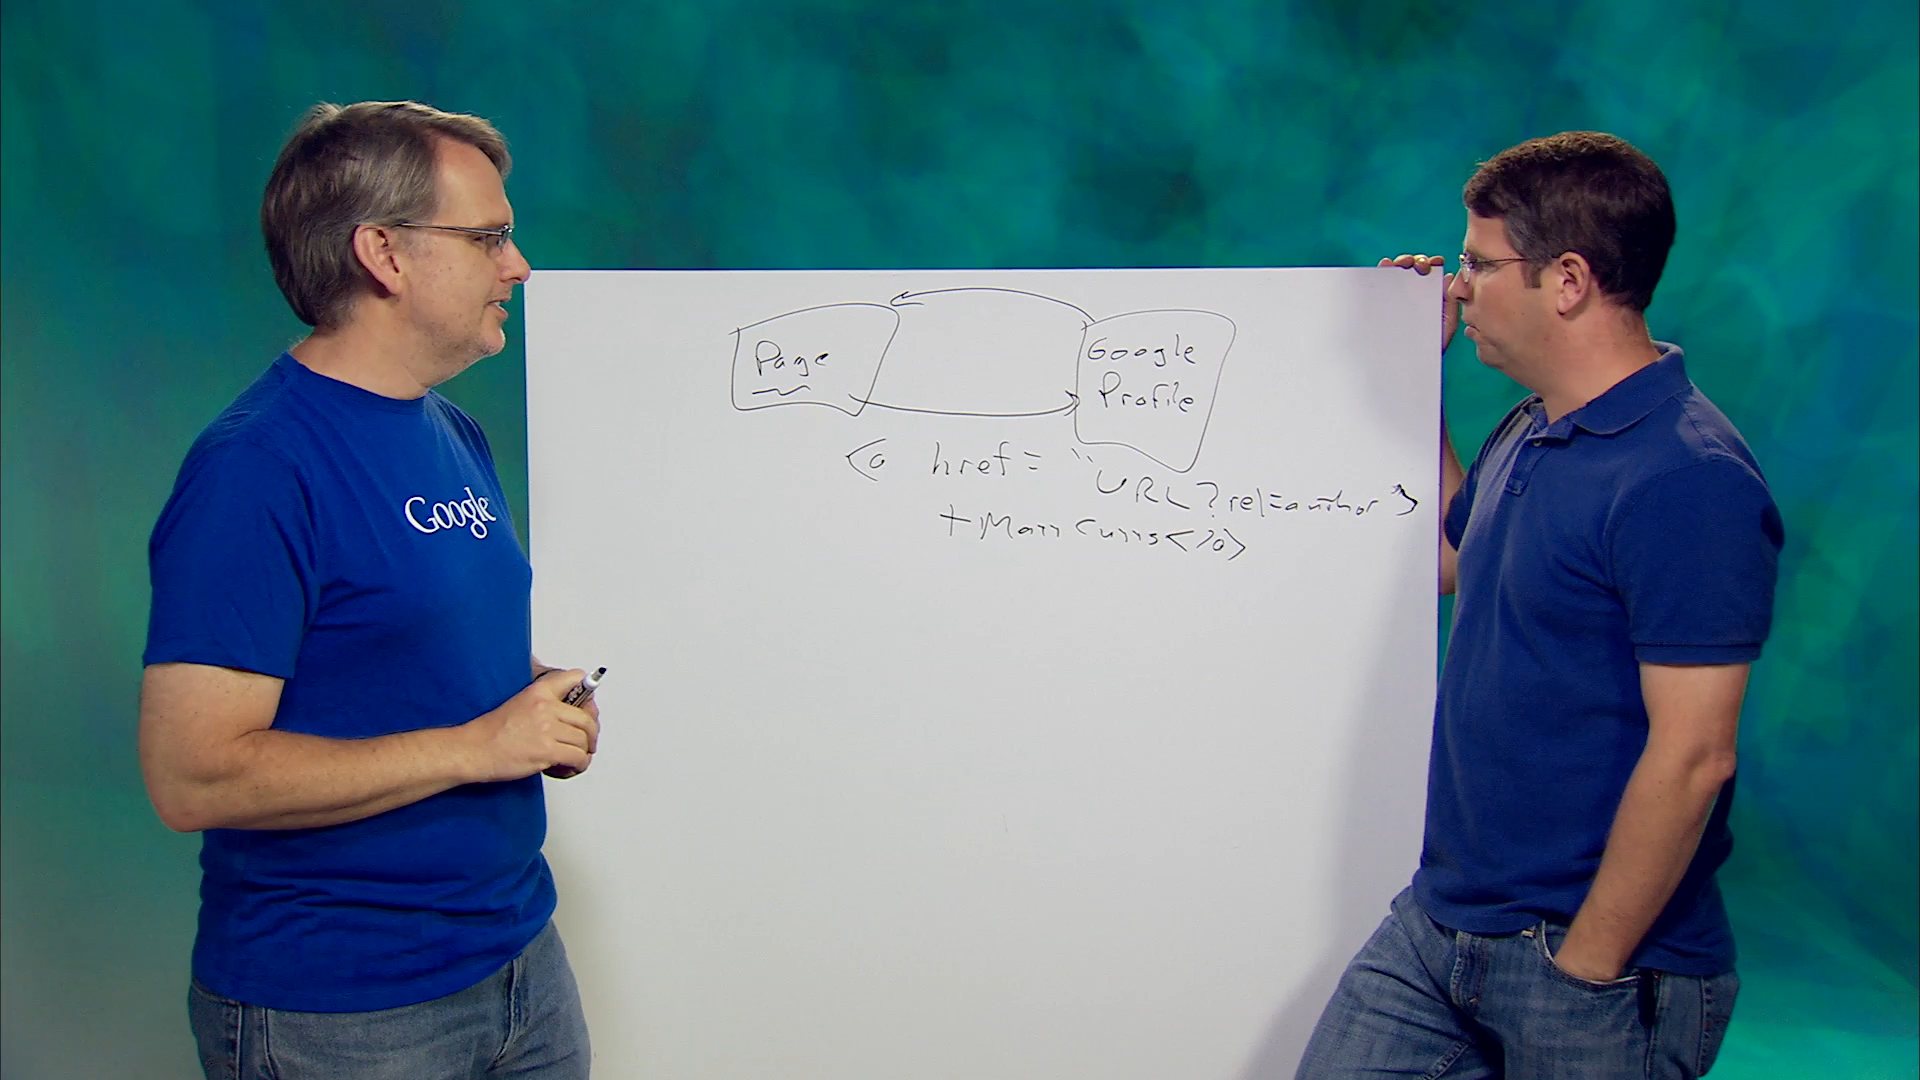 Google
Page
Google
Profile
<a href="
URL?rel=author">
+Matt Cutts</a>